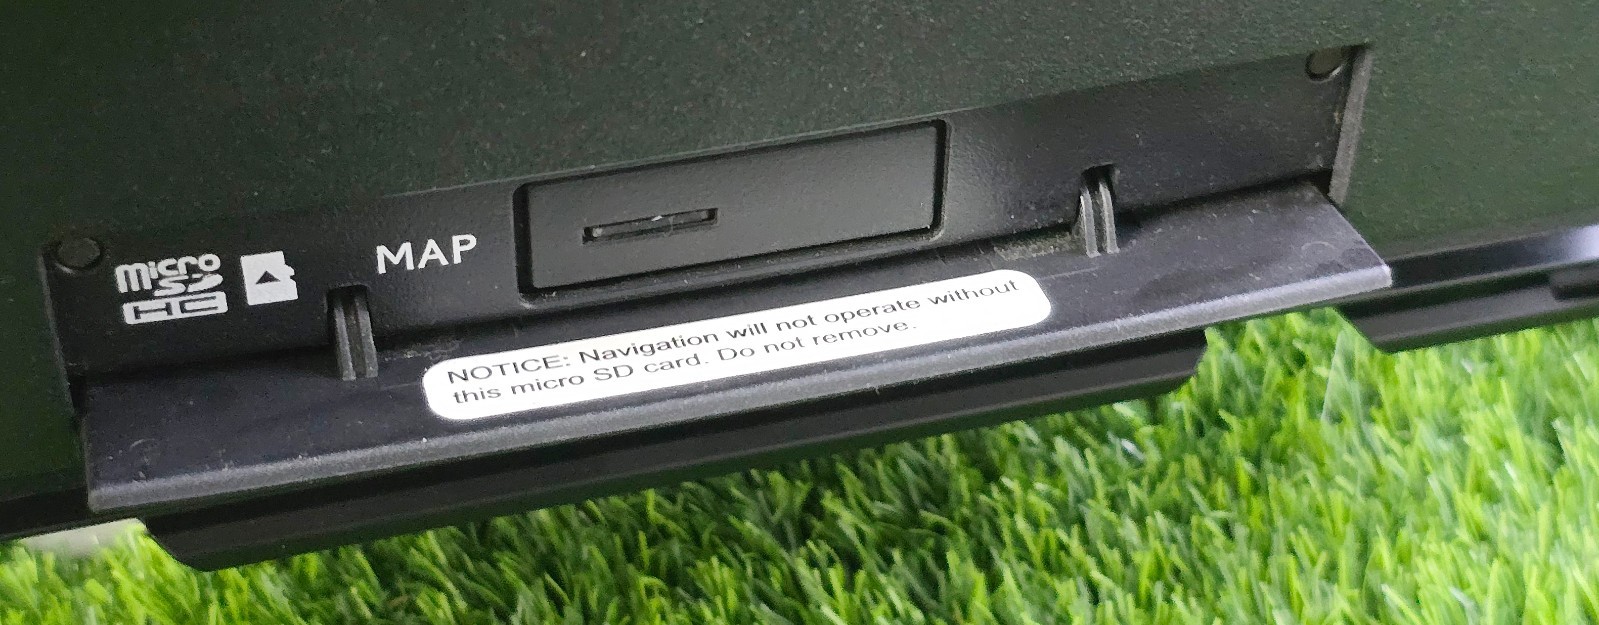 micro
SD
HC
MAP
NOTICE: Navigation will not operate without
this micro SD card. Do not remove.